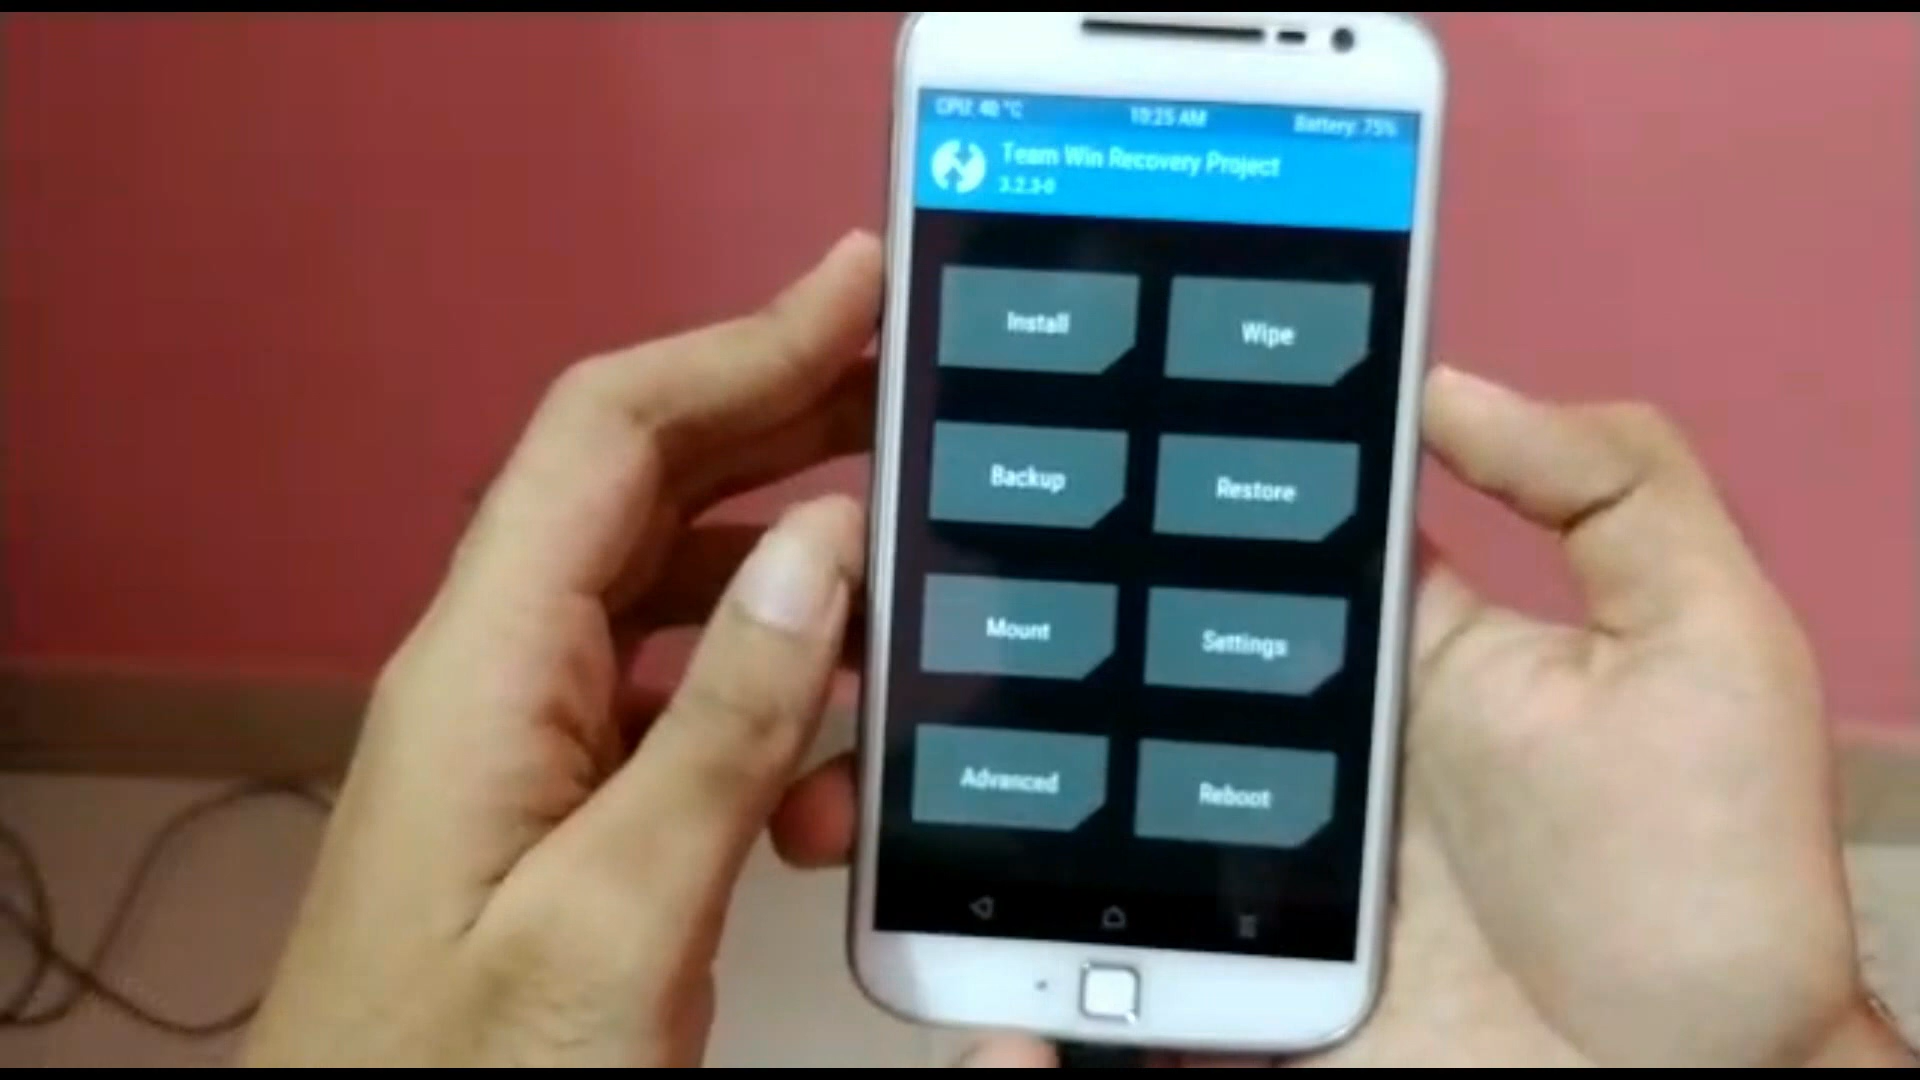 CPU: 40 °C 10:25 AM Battery: 75%
Team Win Recovery Project
3.2.3-0
Install Wipe
Backup Restore
Mount Settings
Advanced Reboot